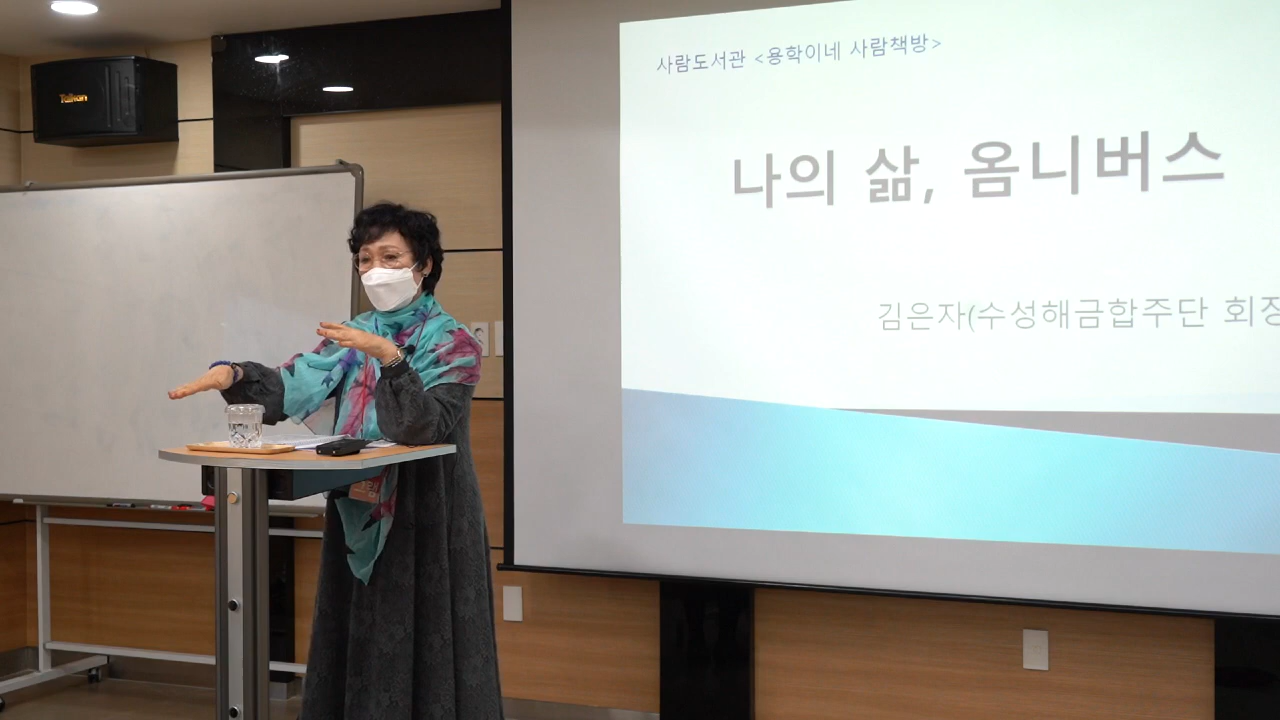 Talkan
사람도서관 <용학이네 사람책방>
나의 삶, 옴니버스
김은자(수성해금합주단 회장